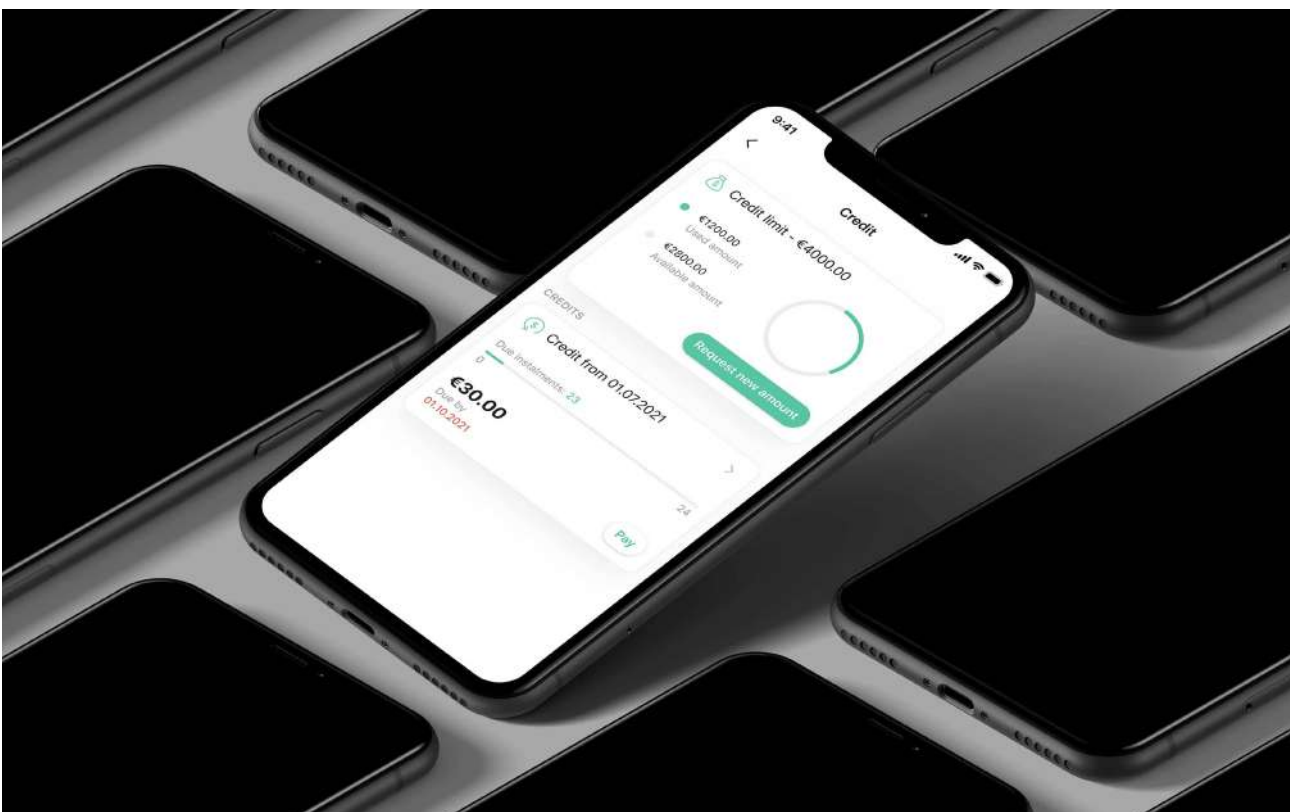 9:41
Credit
Credit limit - €4000.00
€1200.00
Used amount
€2800.00
Available amount
Request new amount
CREDITS
Credit from 01.07.2021
Due instalments: 23
0
24
€30.00
Due by
01.10.2021
Pay